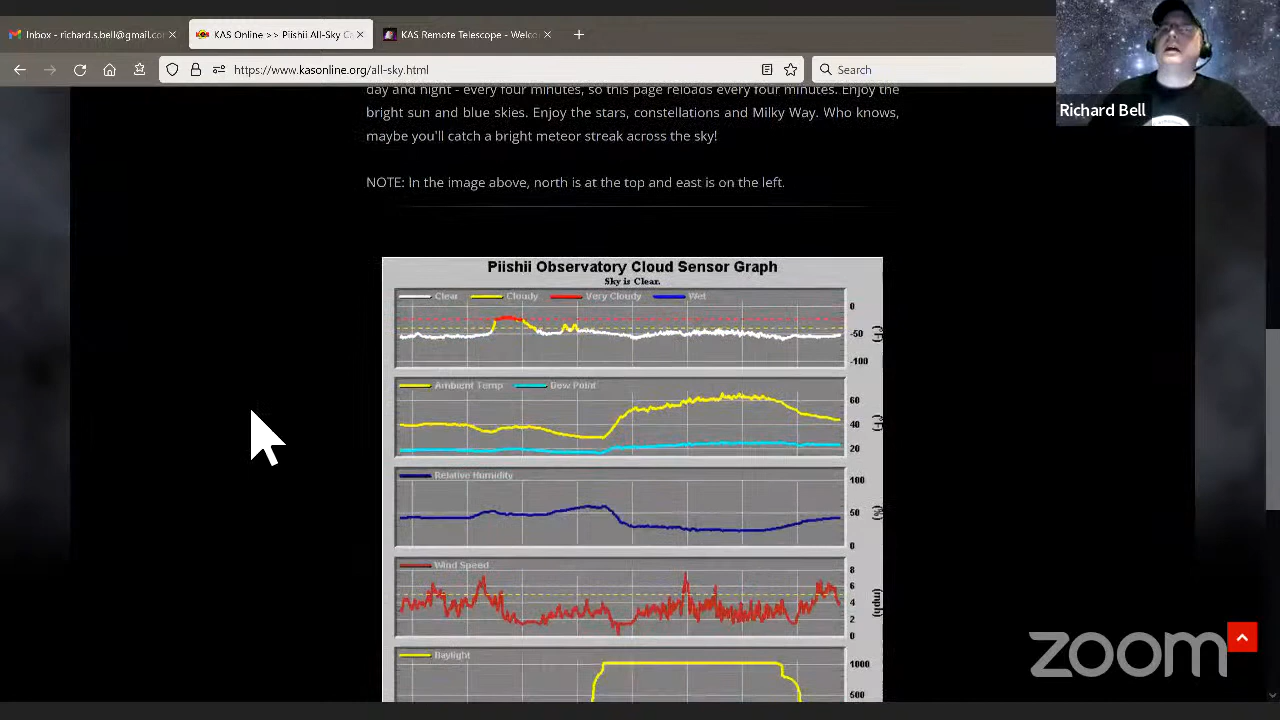 Inbox - richard.s.bell@gmail.co
KAS Online >> Piishii All-Sky Ca
KAS Remote Telescope - Welco
https://www.kasonline.org/all-sky.html
Search
Richard Bell
day and night - every four minutes, so this page reloads every four minutes. Enjoy the
bright sun and blue skies. Enjoy the stars, constellations and Milky Way. Who knows,
maybe you'll catch a bright meteor streak across the sky!
NOTE: In the image above, north is at the top and east is on the left.
Piishii Observatory Cloud Sensor Graph
Sky is Clear.
Clear Cloudy Very Cloudy Wet
0
-50
-100
(°F)
Ambient Temp Dew Point
60
40
20
(°F)
Relative Humidity
100
50
0
(%)
Wind Speed
8
6
4
2
0
(mph)
Daylight
1000
500
zoom